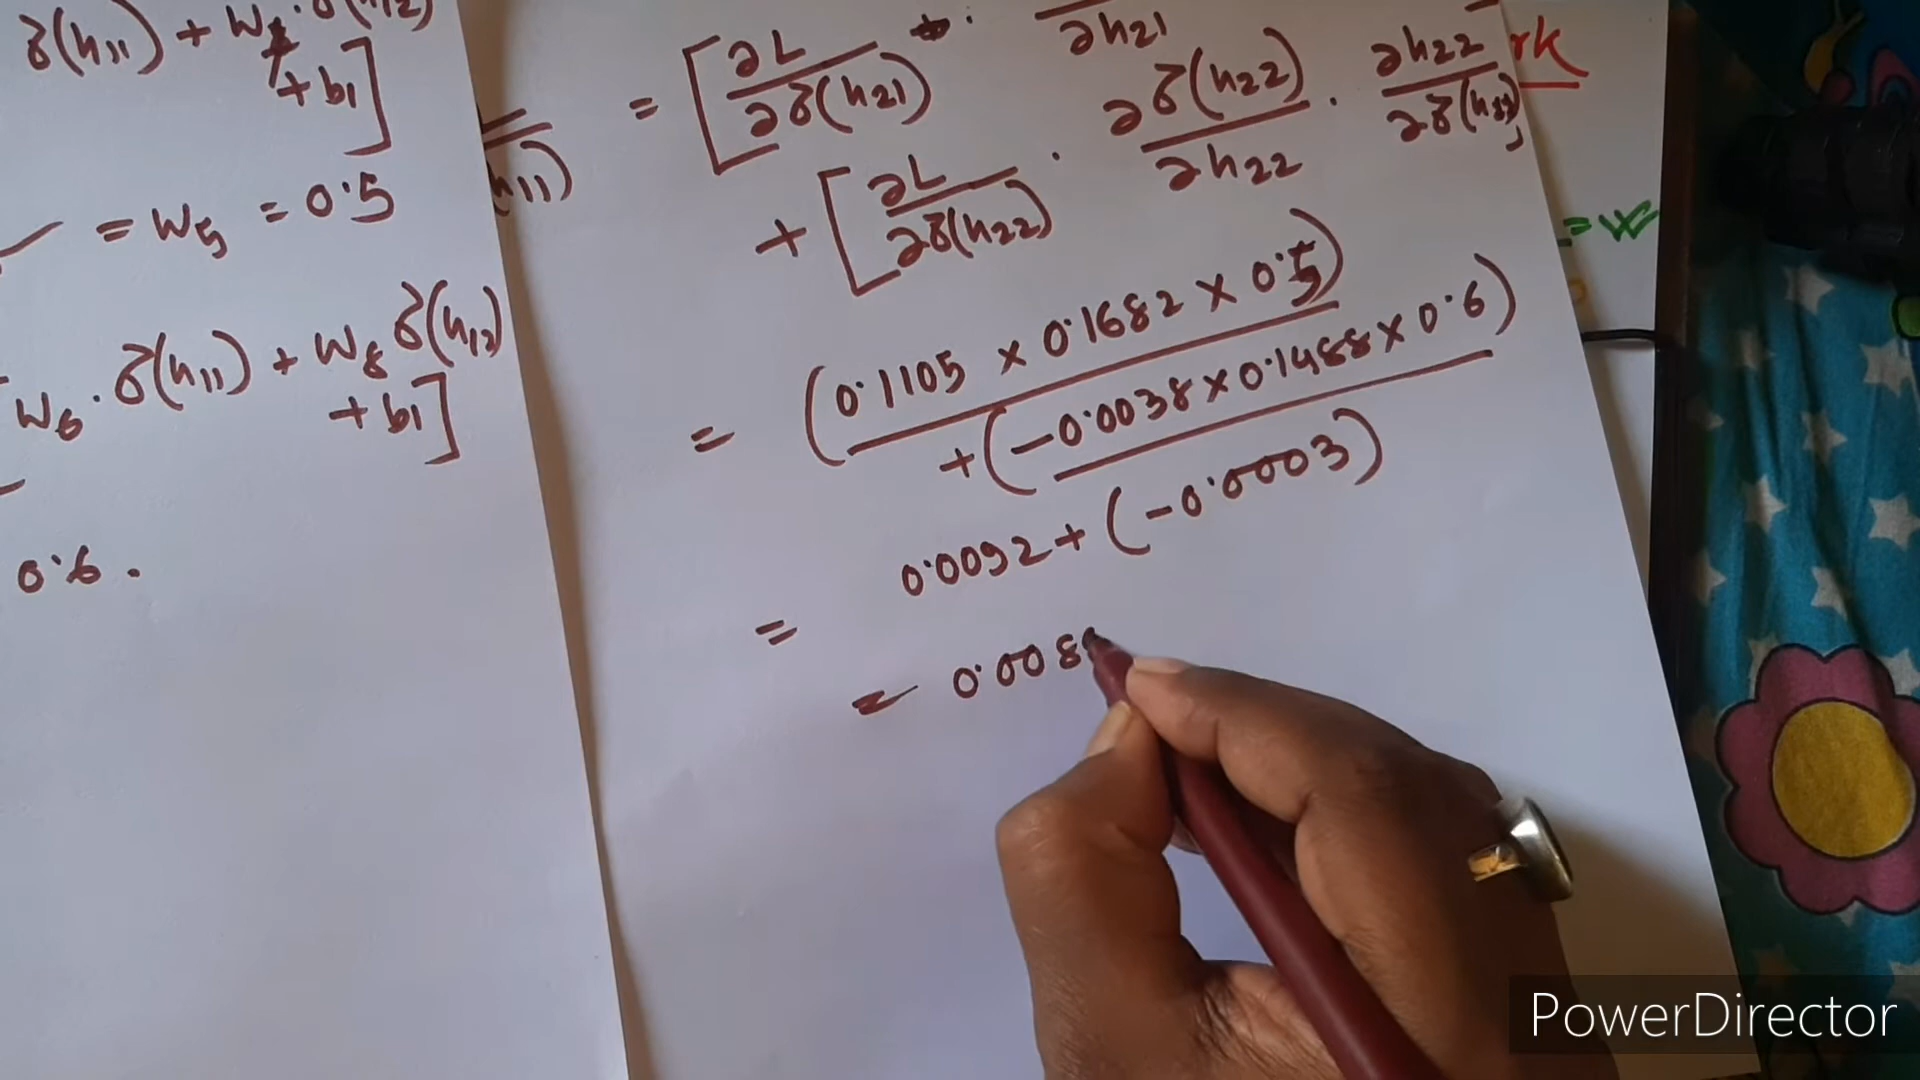 δ(h11) + W
+ b1]
= W5 = 0.5
W6 . δ(h11) + W8 δ(h12)
+ b1]
0.6 .
h11)
= [ ∂L / ∂δ(h21) .
∂h21
+ [ ∂L / ∂δ(h22) . ∂δ(h22) / ∂h22 . ∂h22 / ∂δ(h
= (0.1105 x 0.1682 x 0.5)
+(-0.0038 x 0.1488 x 0.6)
0.0092 + (-0.0003)
=
= 0.008
rk
= W
PowerDirector